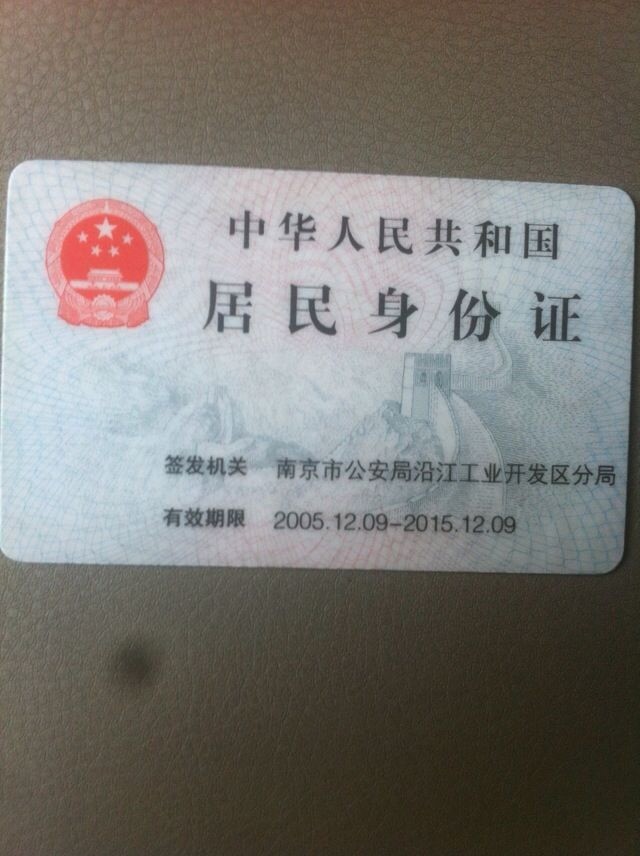 中华人民共和国
居民身份证
签发机关 南京市公安局沿江工业开发区分局
有效期限 2005.12.09-2015.12.09